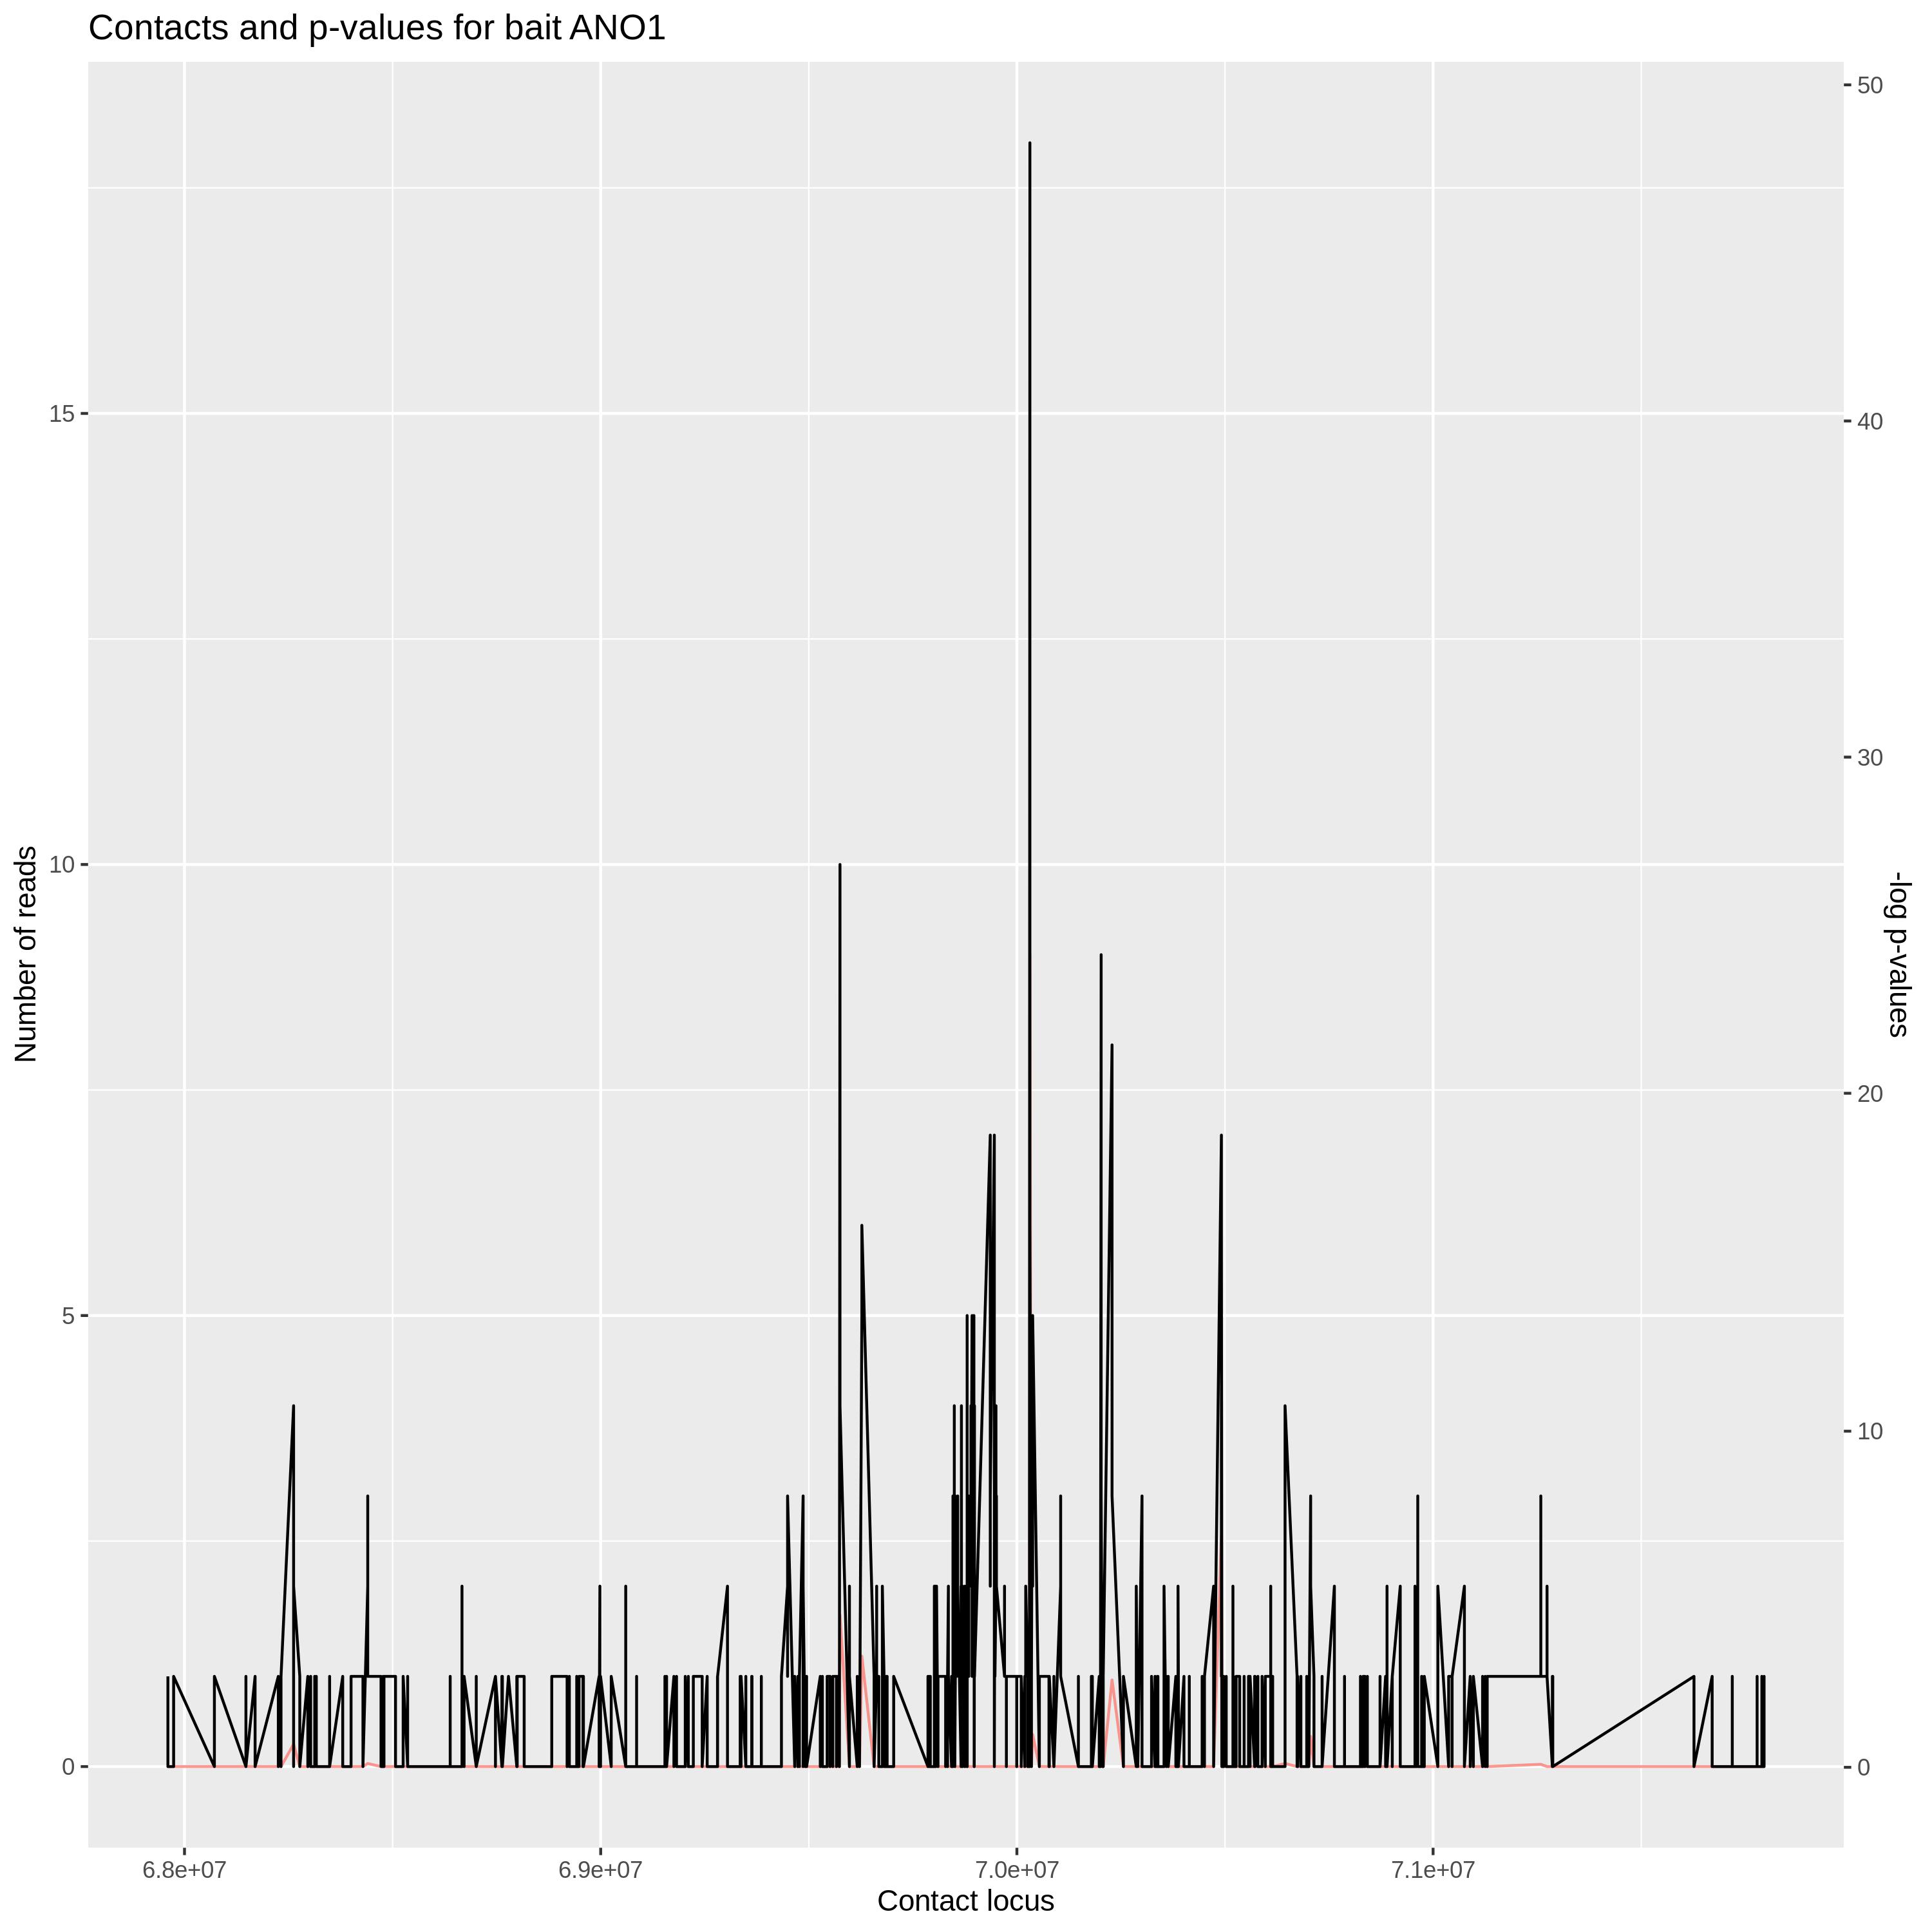 Contacts and p-values for bait ANO1
50
15
40
30
10
20
5
10
0
0
Number of reads
-log p-values
6.8e+07
6.9e+07
7.0e+07
7.1e+07
Contact locus